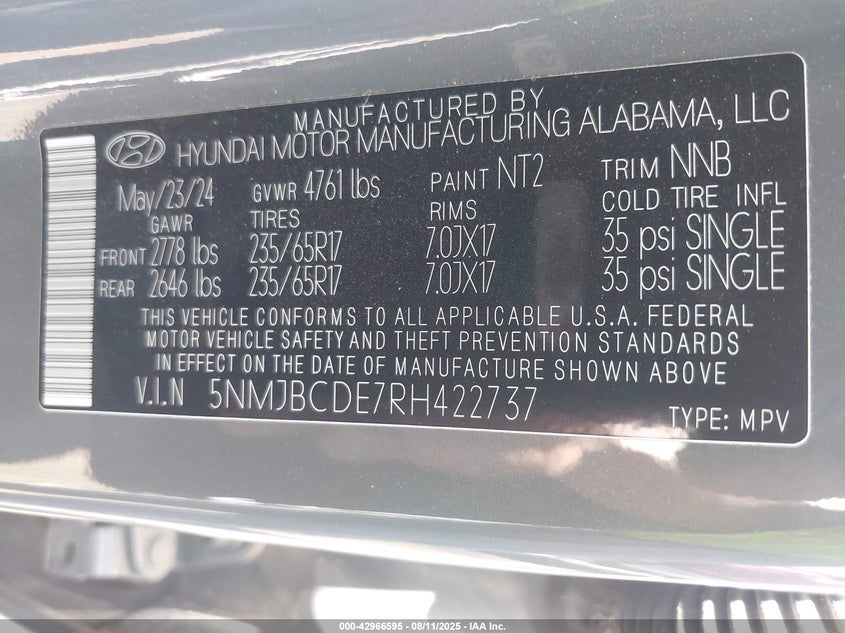 MANUFACTURED BY
HYUNDAI MOTOR MANUFACTURING ALABAMA, LLC
May/23/24 GVWR 4761 lbs PAINT NT2 TRIM NNB
GAWR TIRES RIMS COLD TIRE INFL
FRONT 2778 lbs 235/65R17 7.0JX17 35 psi SINGLE
REAR 2646 lbs 235/65R17 7.0JX17 35 psi SINGLE
THIS VEHICLE CONFORMS TO ALL APPLICABLE U.S.A. FEDERAL
MOTOR VEHICLE SAFETY AND THEFT PREVENTION STANDARDS
IN EFFECT ON THE DATE OF MANUFACTURE SHOWN ABOVE.
V.I.N 5NMJBCDE7RH422737 TYPE: MPV
000-42966595 - 08/11/2025 - IAA Inc.